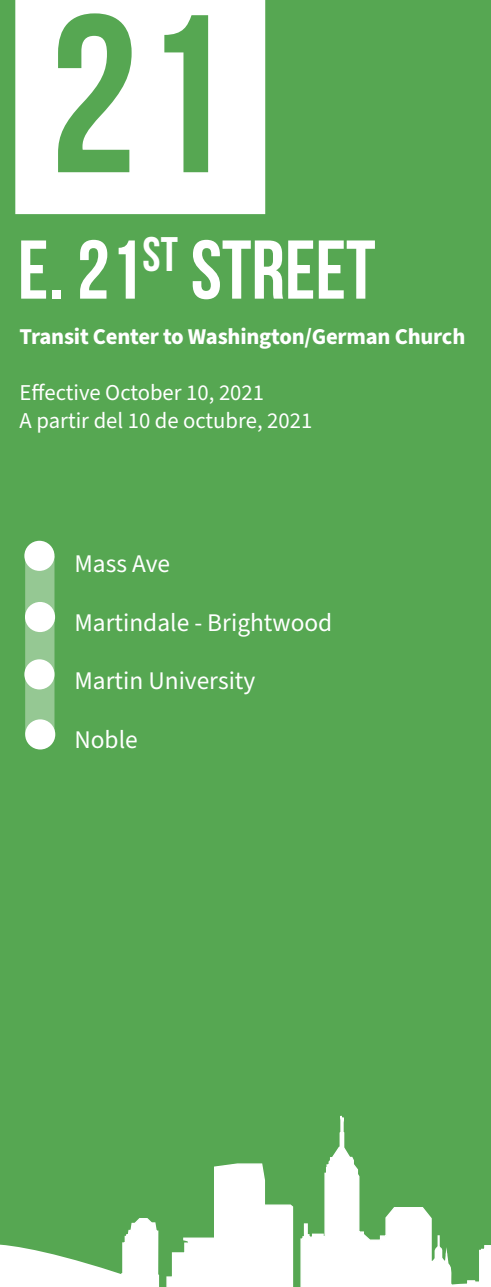 21
E. 21ST STREET
Transit Center to Washington/German Church
Effective October 10, 2021
A partir del 10 de octubre, 2021
Mass Ave
Martindale - Brightwood
Martin University
Noble